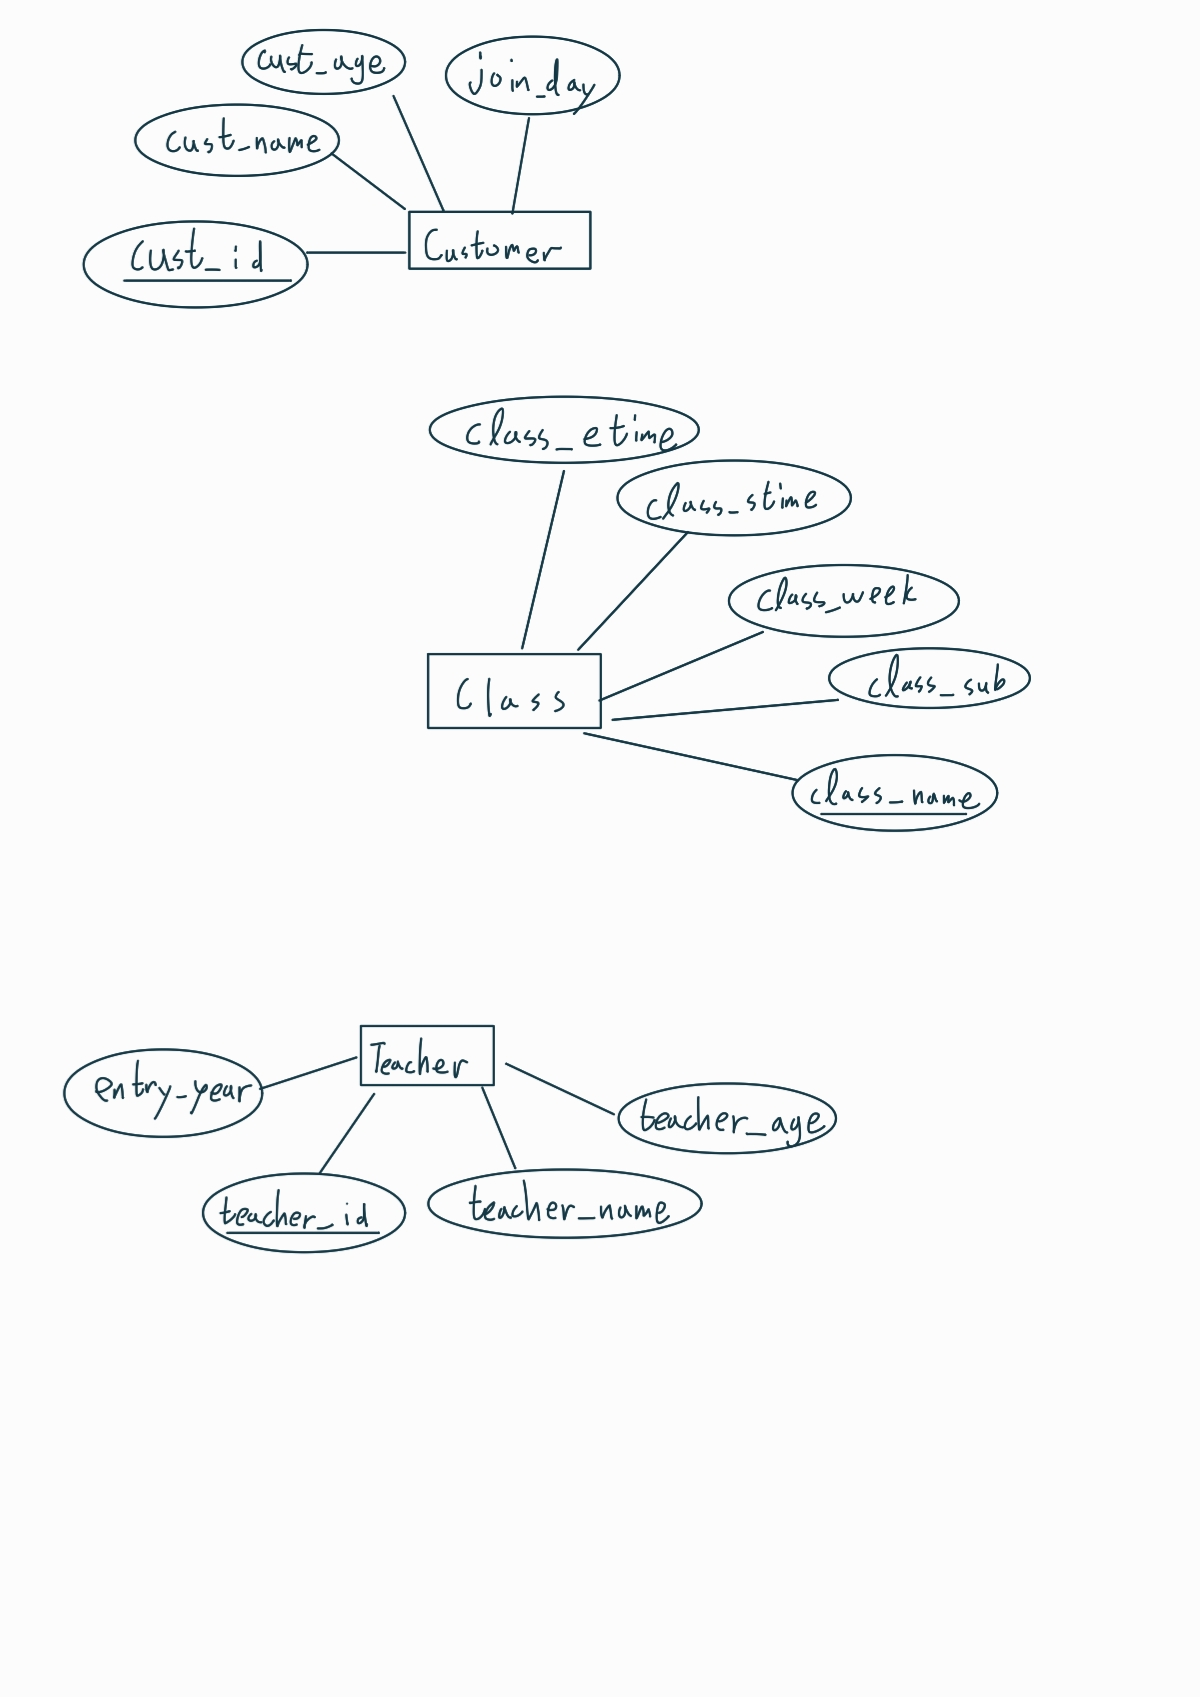 cust_age
join_day
cust_name
cust_id
Customer
class_etime
class_stime
class_week
class_sub
Class
class_name
Teacher
entry_year
teacher_age
teacher_id
teacher_name